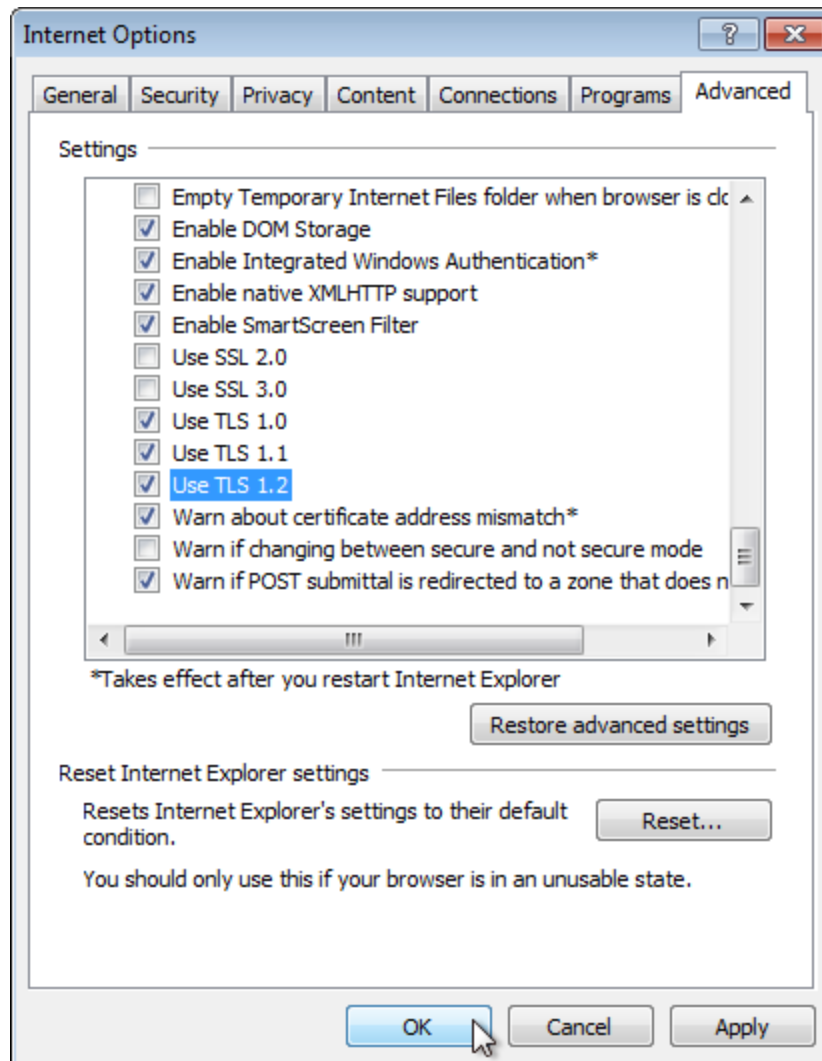 Internet Options
General Security Privacy Content Connections Programs Advanced
Settings
Empty Temporary Internet Files folder when browser is clo
Enable DOM Storage
Enable Integrated Windows Authentication*
Enable native XMLHTTP support
Enable SmartScreen Filter
Use SSL 2.0
Use SSL 3.0
Use TLS 1.0
Use TLS 1.1
Use TLS 1.2
Warn about certificate address mismatch*
Warn if changing between secure and not secure mode
Warn if POST submittal is redirected to a zone that does n
*Takes effect after you restart Internet Explorer
Restore advanced settings
Reset Internet Explorer settings
Resets Internet Explorer's settings to their default
condition.
Reset...
You should only use this if your browser is in an unusable state.
OK Cancel Apply